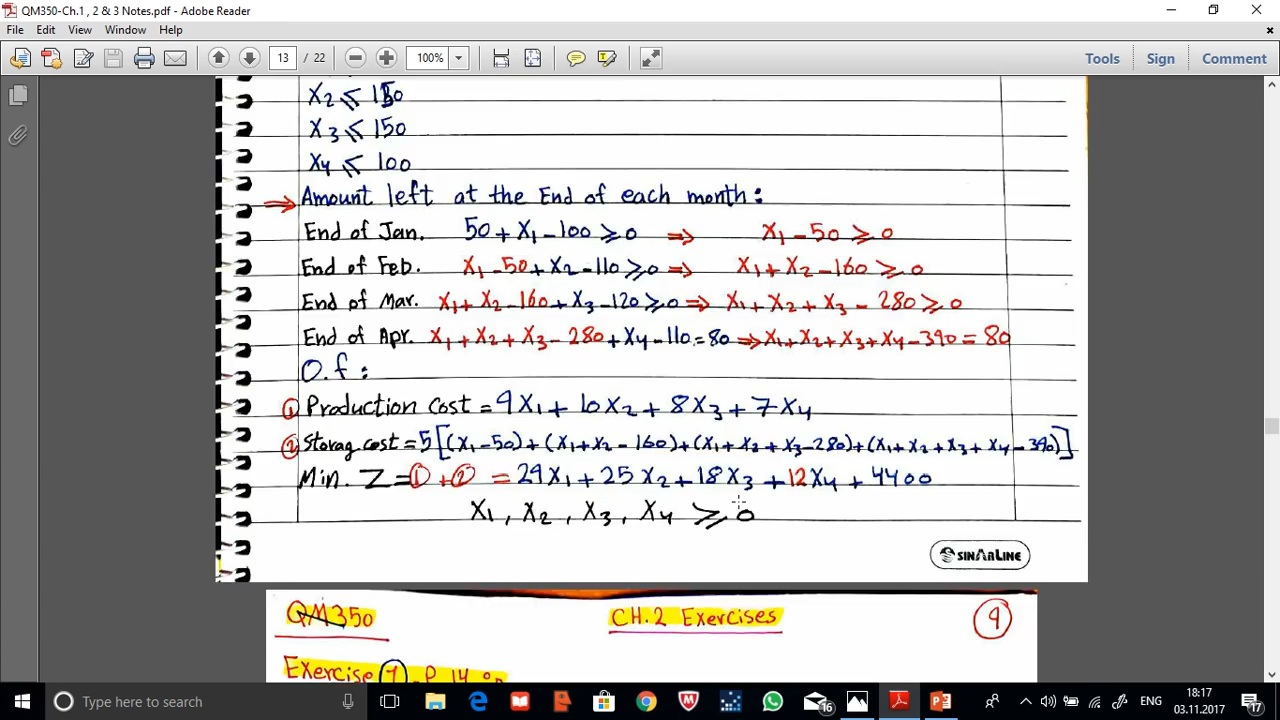 QM350-Ch.1, 2 & 3 Notes.pdf - Adobe Reader
File Edit View Window Help
13 / 22 100% Tools Sign Comment
X2 ≤ 150
X3 ≤ 150
X4 ≤ 100
⇒ Amount left at the End of each month:
End of Jan. 50 + X1 - 100 ≥ 0 ⇒ X1 - 50 ≥ 0
End of Feb. X1 - 50 + X2 - 110 ≥ 0 ⇒ X1 + X2 - 160 ≥ 0
End of Mar. X1 + X2 - 160 + X3 - 120 ≥ 0 ⇒ X1 + X2 + X3 - 280 ≥ 0
End of Apr. X1 + X2 + X3 - 280 + X4 - 110 = 80 ⇒ X1 + X2 + X3 + X4 - 390 = 80
O.f:
① Production Cost = 9X1 + 10X2 + 8X3 + 7X4
② Storag cost = 5[(X1 - 50) + (X1 + X2 - 160) + (X1 + X2 + X3 - 280) + (X1 + X2 + X3 + X4 - 390)]
Min. Z = ① + ② = 29X1 + 25X2 + 18X3 + 12X4 + 4400
X1, X2, X3, X4 ≥ 0
SINARLINE
QM350 CH.2 Exercises 9
Type here to search
16
ENG
18:17
03.11.2017
17